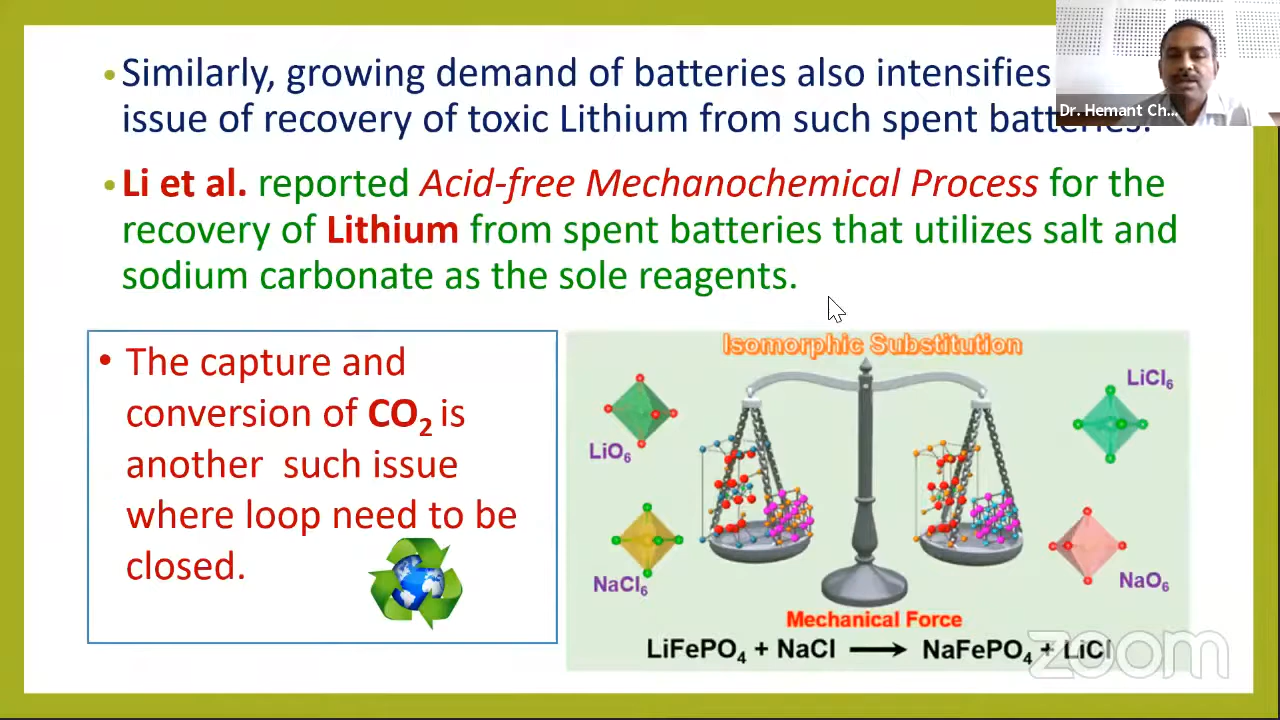 •Similarly, growing demand of batteries also intensifies
issue of recovery of toxic Lithium from such spent batteries.
•Li et al. reported Acid-free Mechanochemical Process for the
recovery of Lithium from spent batteries that utilizes salt and
sodium carbonate as the sole reagents.
Dr. Hemant Ch...
• The capture and
conversion of CO₂ is
another such issue
where loop need to be
closed.
Isomorphic Substitution
LiO₆
LiCl₆
NaCl₆
NaO₆
Mechanical Force
LiFePO₄ + NaCl ⟶ NaFePO₄ + LiCl
zoom